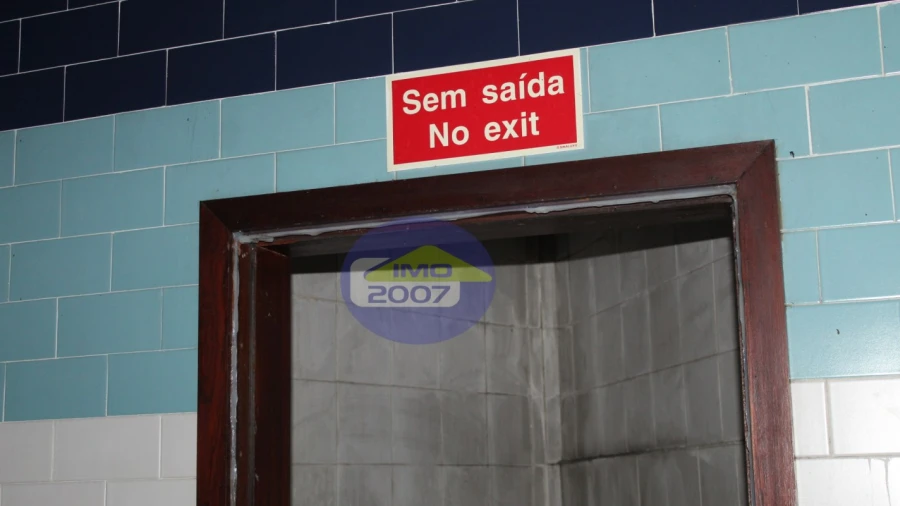 Sem saída
No exit
IMO
2007